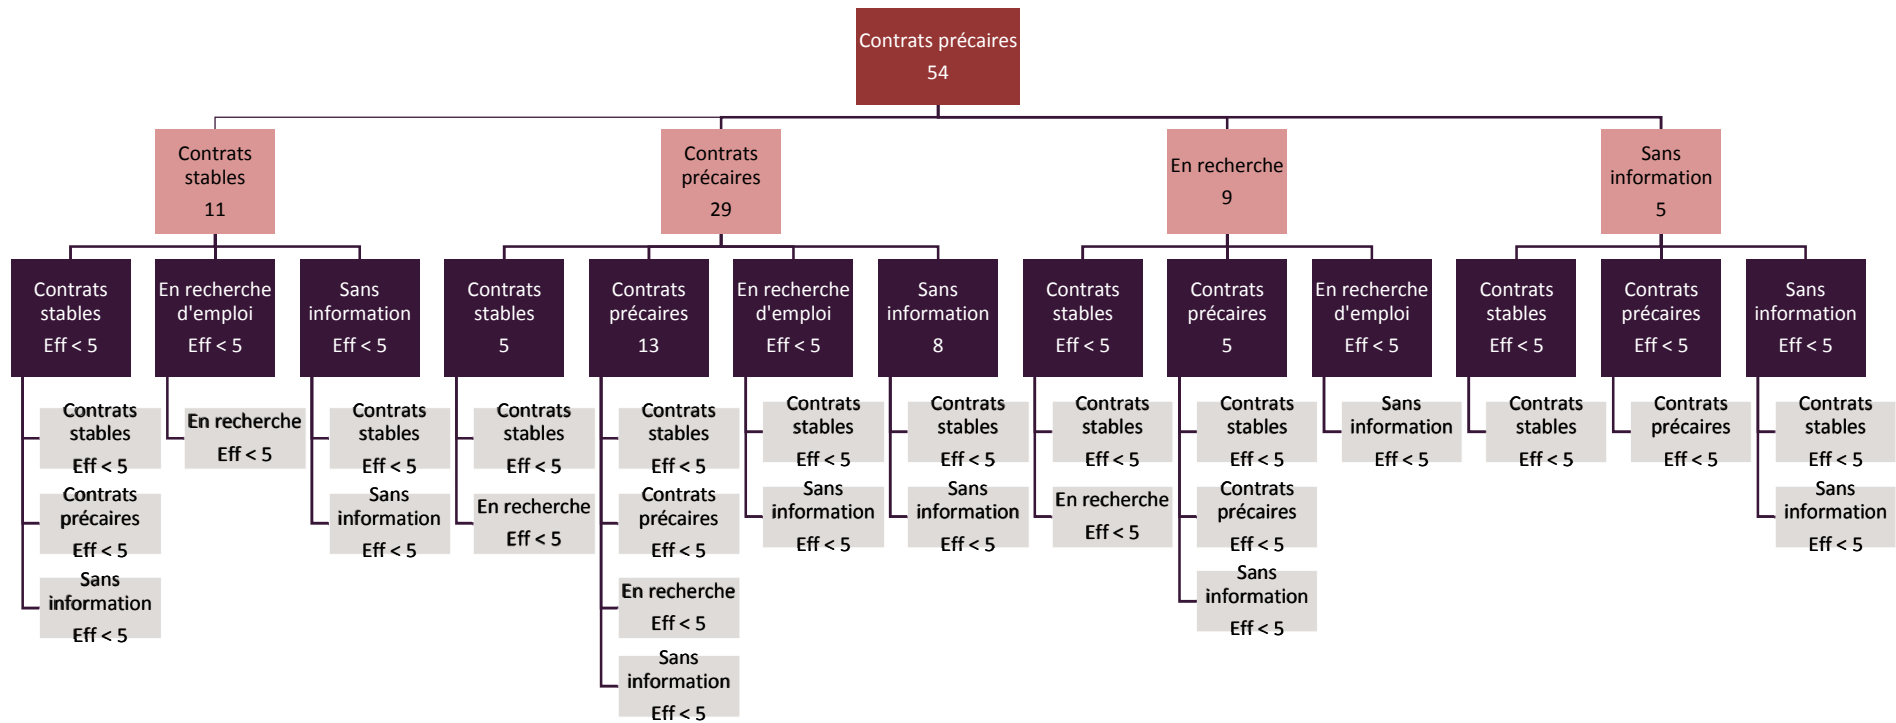 Contrats précaires
54
Contrats
stables
11
Contrats
précaires
29
En recherche
9
Sans
information
5
Contrats
stables
Eff < 5
En recherche
d'emploi
Eff < 5
Sans
information
Eff < 5
Contrats
stables
5
Contrats
précaires
13
En recherche
d'emploi
Eff < 5
Sans
information
8
Contrats
stables
Eff < 5
Contrats
précaires
5
En recherche
d'emploi
Eff < 5
Contrats
stables
Eff < 5
Contrats
précaires
Eff < 5
Sans
information
Eff < 5
Contrats
stables
Eff < 5
Contrats
précaires
Eff < 5
Sans
information
Eff < 5
En recherche
Eff < 5
Contrats
stables
Eff < 5
Sans
information
Eff < 5
Contrats
stables
Eff < 5
En recherche
Eff < 5
Contrats
stables
Eff < 5
Contrats
précaires
Eff < 5
En recherche
Eff < 5
Sans
information
Eff < 5
Contrats
stables
Eff < 5
Sans
information
Eff < 5
Contrats
stables
Eff < 5
Sans
information
Eff < 5
Contrats
stables
Eff < 5
En recherche
Eff < 5
Contrats
stables
Eff < 5
Contrats
précaires
Eff < 5
Sans
information
Eff < 5
Sans
information
Eff < 5
Contrats
stables
Eff < 5
Contrats
précaires
Eff < 5
Contrats
stables
Eff < 5
Sans
information
Eff < 5